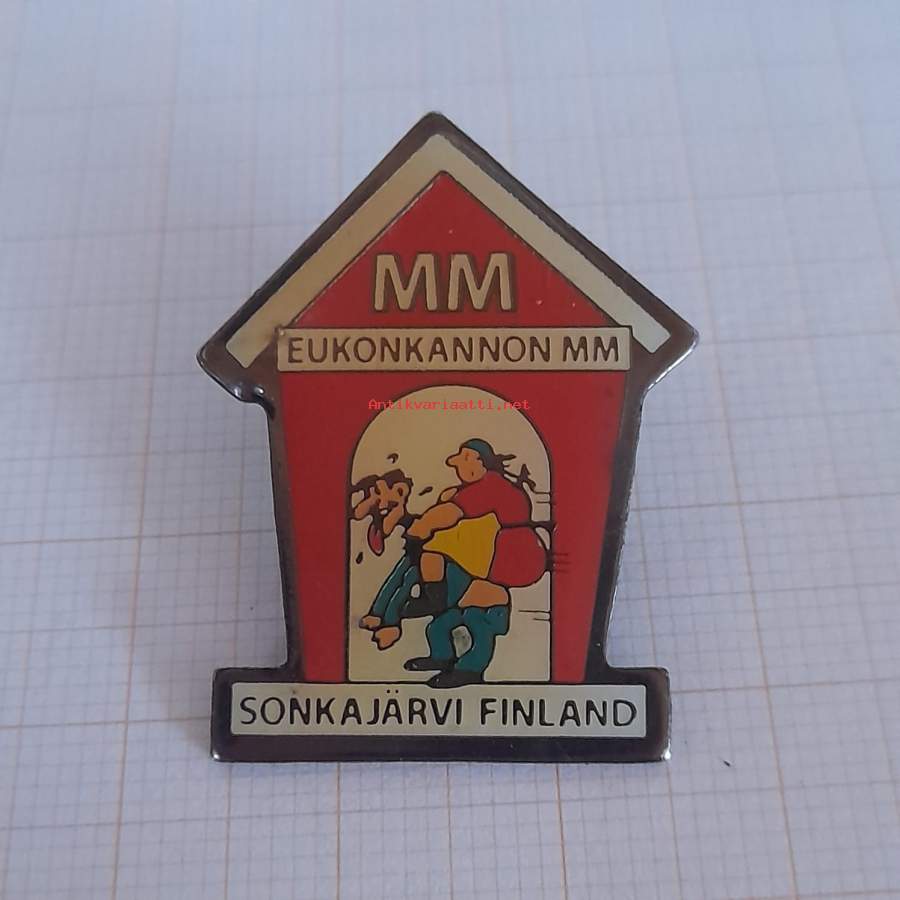 MM
EUKONKANNON MM
Antikvariaatti.net
SONKAJÄRVI FINLAND